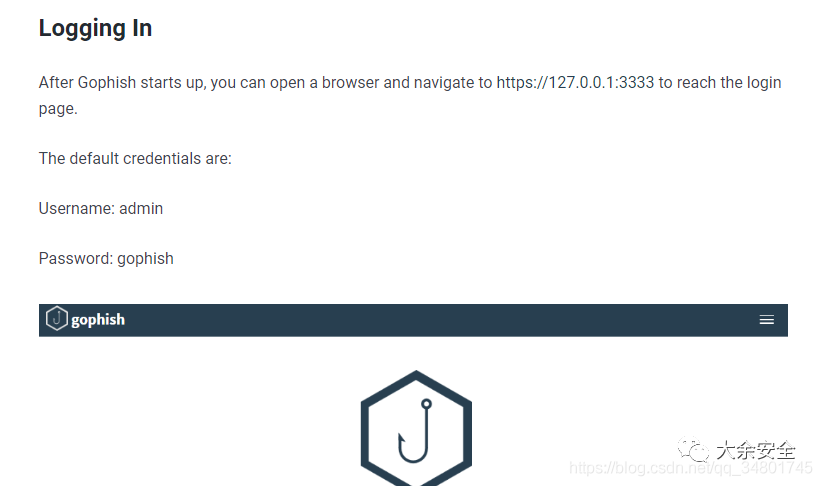 Logging In
After Gophish starts up, you can open a browser and navigate to https://127.0.0.1:3333 to reach the login
page.
The default credentials are:
Username: admin
Password: gophish
gophish
大余安全
https://blog.csdn.net/qq_34801745